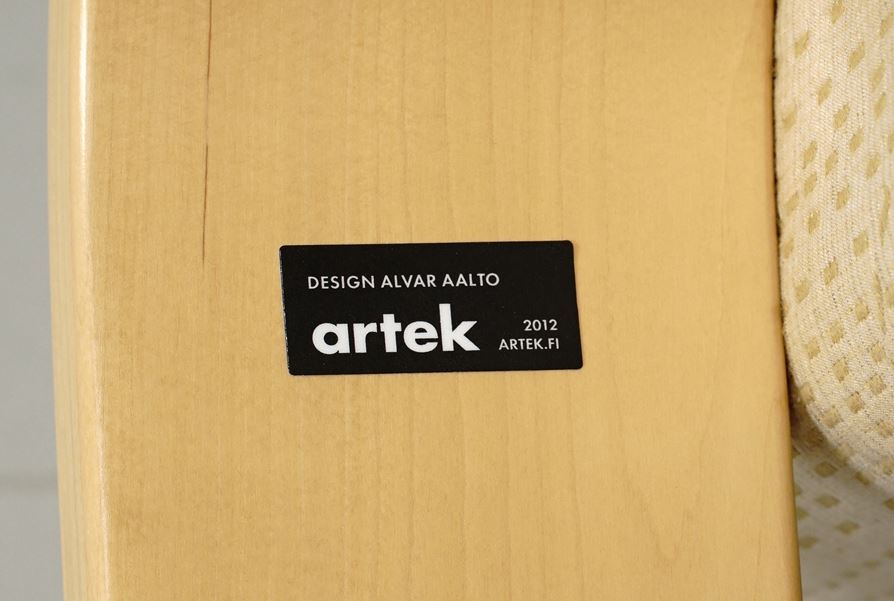 DESIGN ALVAR AALTO
artek
2012
ARTEK.FI